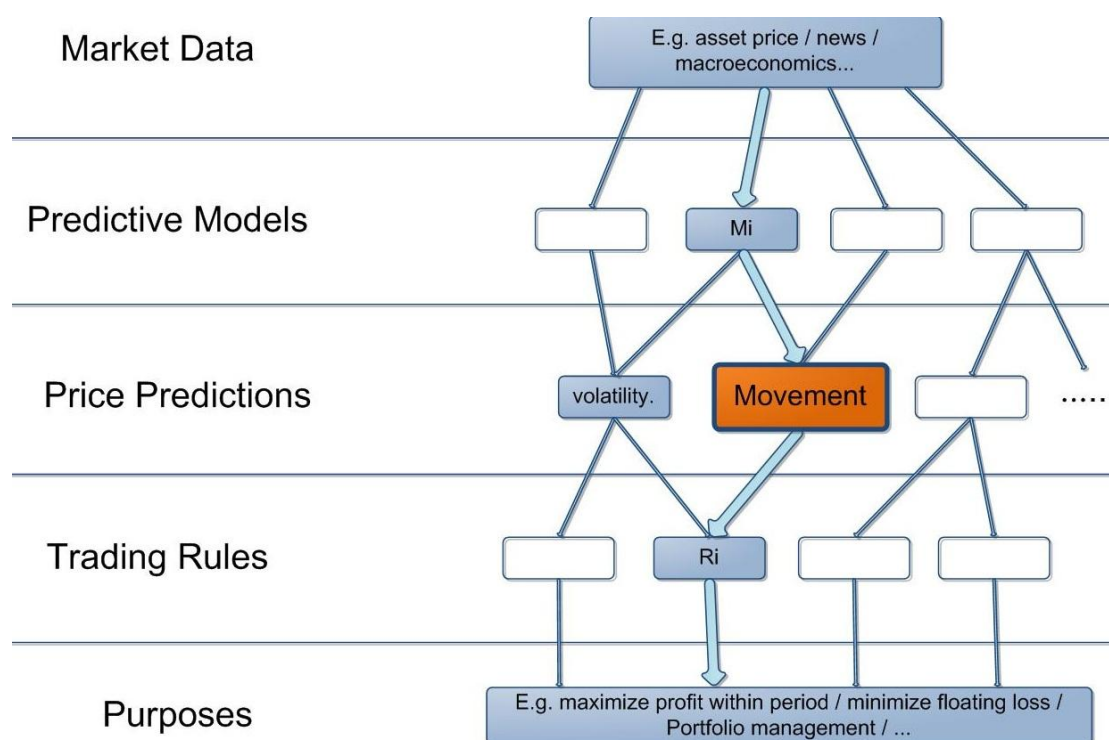 Market Data
E.g. asset price / news /
macroeconomics...
Predictive Models
Mi
Price Predictions
volatility.
Movement
.....
Trading Rules
Ri
Purposes
E.g. maximize profit within period / minimize floating loss /
Portfolio management / ...